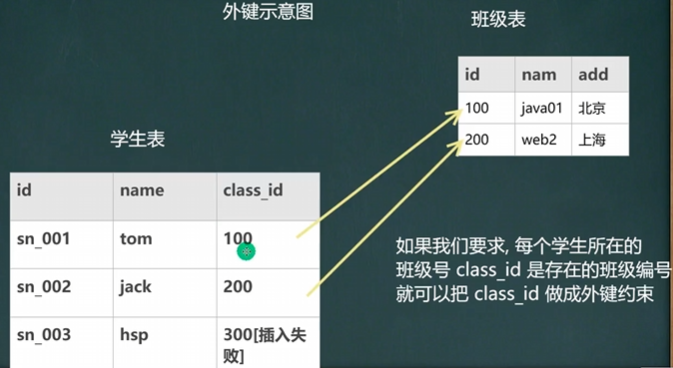 外键示意图
班级表
id nam add
100 java01 北京
200 web2 上海
学生表
id name class_id
sn_001 tom 100
sn_002 jack 200
sn_003 hsp 300[插入失
败]
如果我们要求, 每个学生所在的
班级号 class_id 是存在的班级编号
就可以把 class_id 做成外键约束